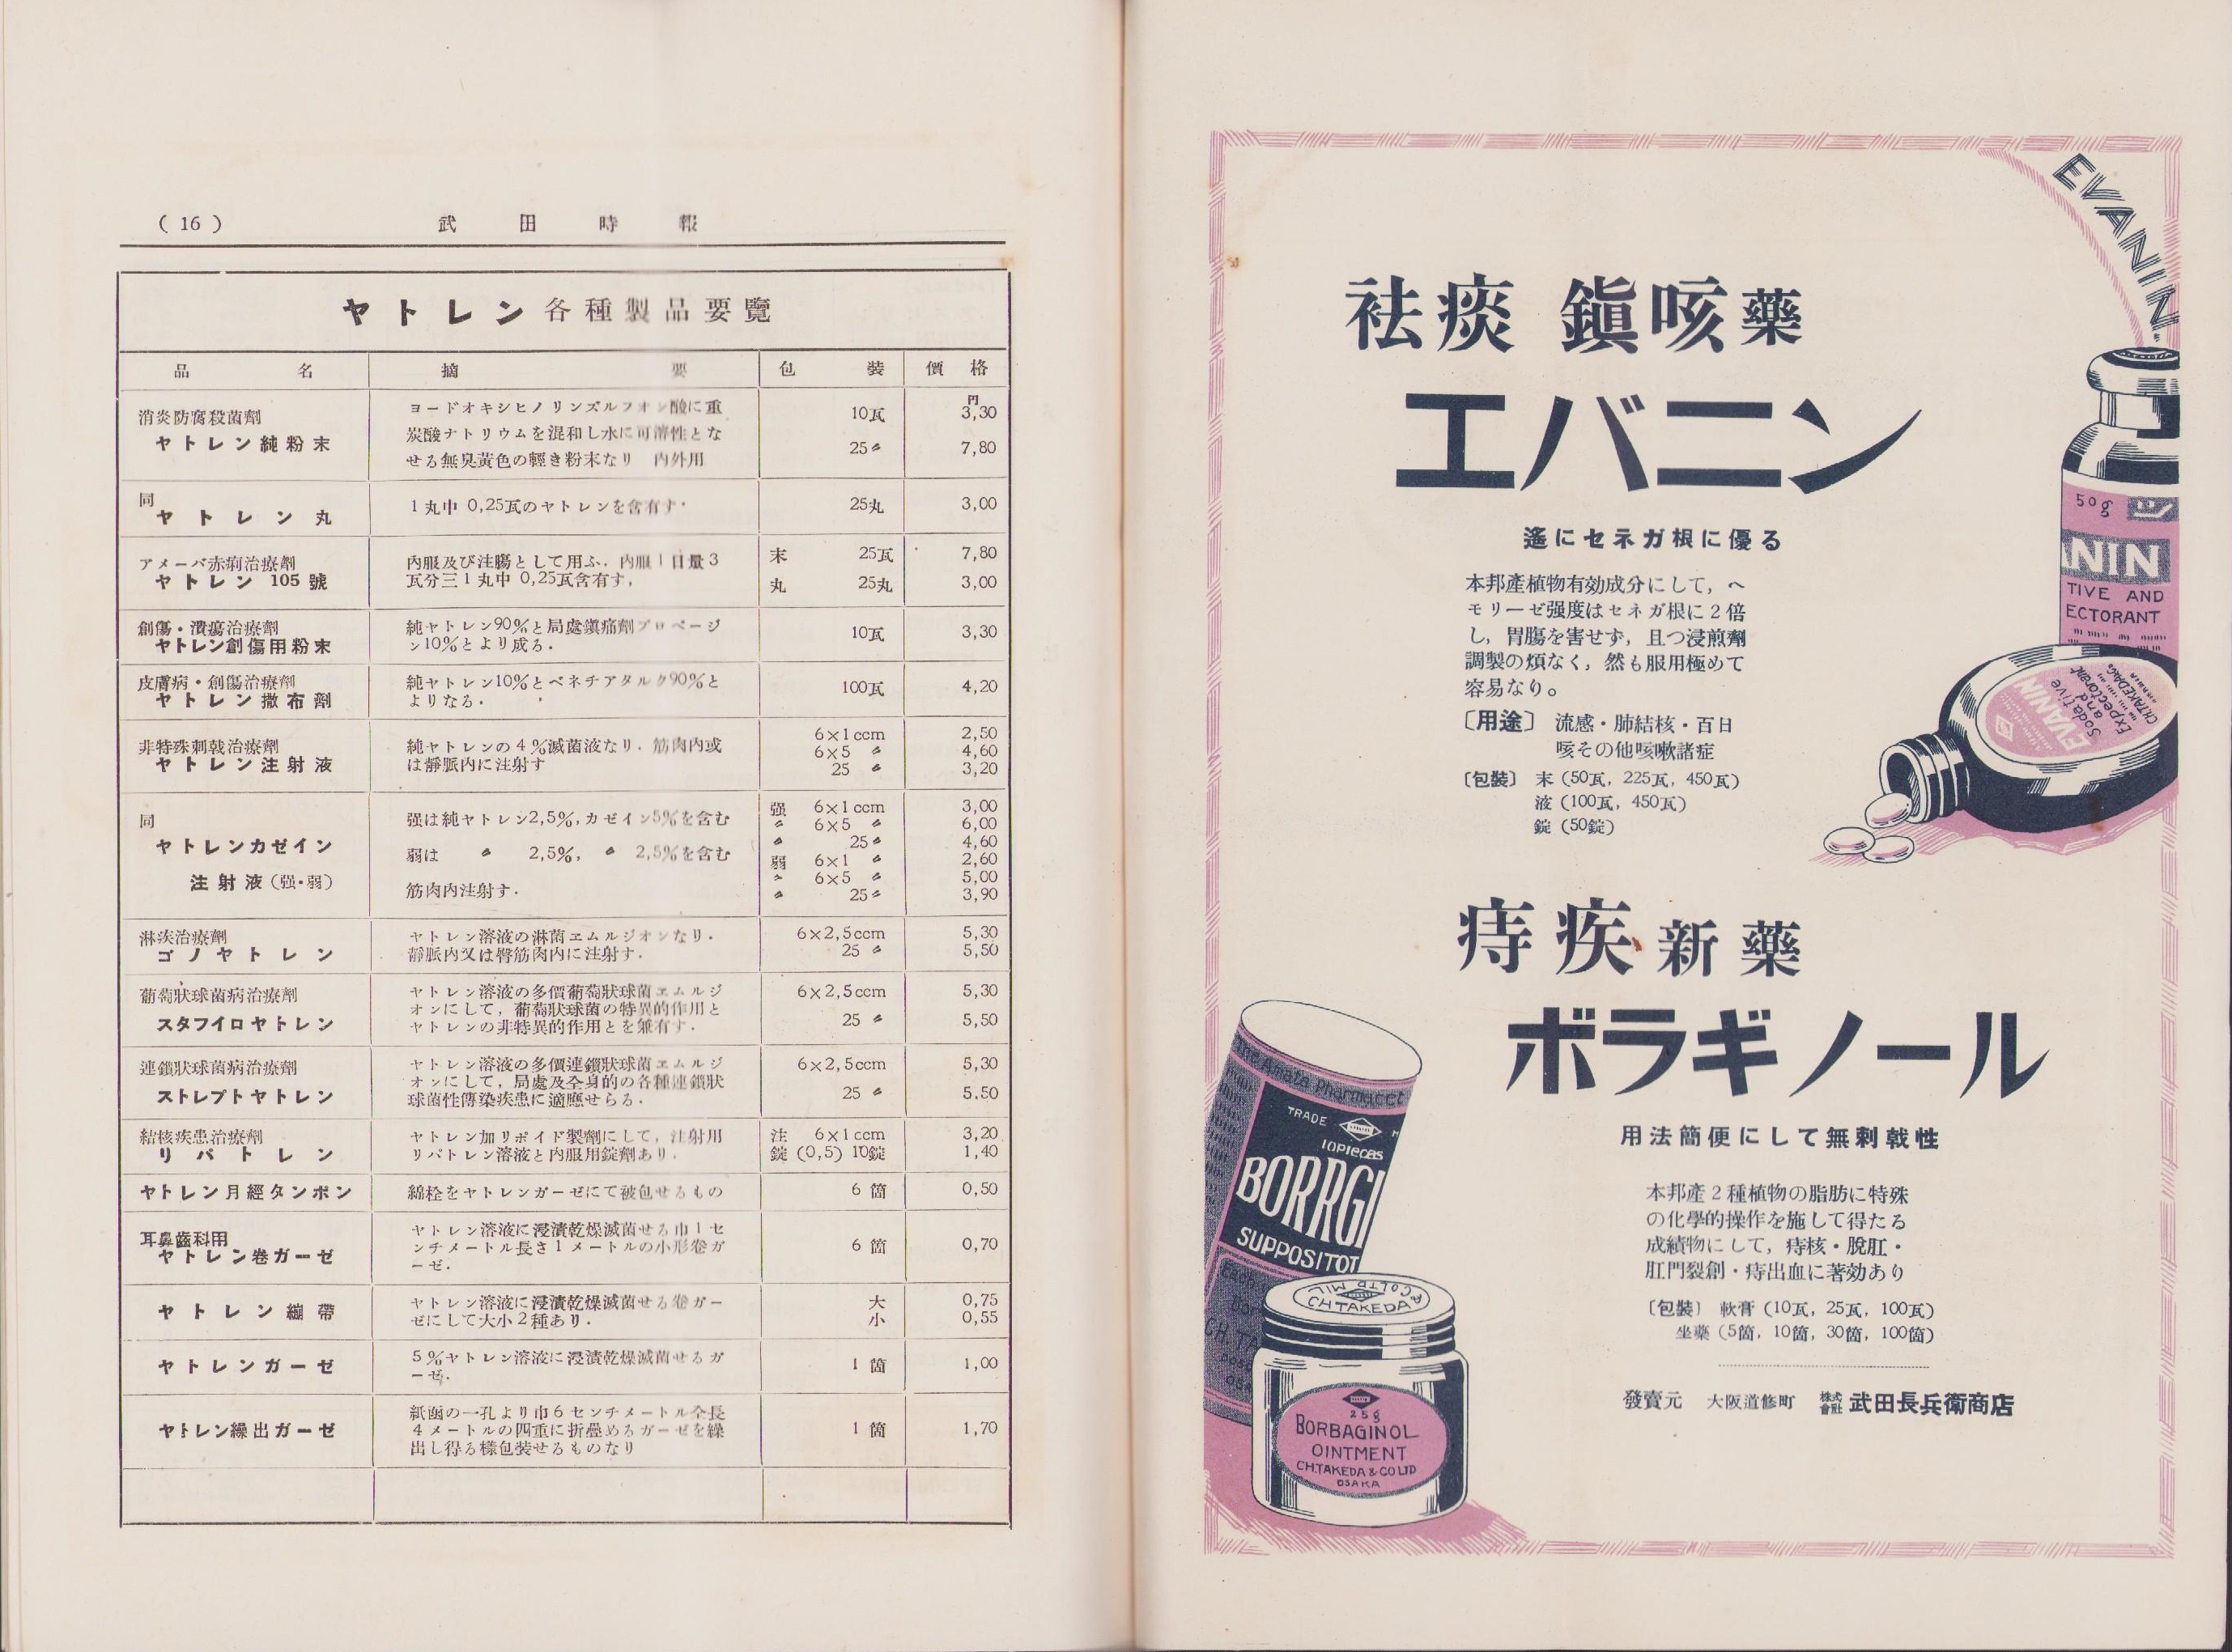 ( 16 )
武田時報
ヤトレン各種製品要覽
品名 摘要 包裝 價格
消炎防腐殺菌劑
ヤトレン純粉末
ヨードオキシヒノリンズルフオン酸に重
炭酸ナトリウムを混和し水に可溶性とな
せる無臭黃色の輕き粉末なり 內外用
10瓦 円3,30
25〃 7,80
同
ヤトレン丸
1丸中 0,25瓦のヤトレンを含有す.
25丸 3,00
アメーバ赤痢治療劑
ヤトレン 105 號
內服及び注腸として用ふ. 內服1日量3
瓦分三1丸中 0,25瓦含有す.
末 25瓦 7,80
丸 25丸 3,00
創傷・潰瘍治療劑
ヤトレン創傷用粉末
純ヤトレン90%と局處鎭痛劑プロページ
ン10%とより成る.
10瓦 3,30
皮膚病・創傷治療劑
ヤトレン撒布劑
純ヤトレン10%とベネチアタルク90%と
よりなる.
100瓦 4,20
非特殊刺戟治療劑
ヤトレン注射液
純ヤトレンの4%滅菌液なり. 筋肉內或
は靜脈內に注射す
6×1ccm 2,50
6×5 〃 4,60
25 〃 3,20
同
ヤトレンカゼイン
注射液(强・弱)
强は純ヤトレン2,5%,カゼイン5%を含む
弱は 〃 2,5%, 〃 2,5%を含む
筋肉內注射す.
强 6×1ccm 3,00
〃 6×5 〃 6,00
〃 25〃 4,60
弱 6×1 〃 2,60
〃 6×5 〃 5,00
〃 25〃 3,90
淋疾治療劑
ゴノヤトレン
ヤトレン溶液の淋菌エムルジオンなり.
靜脈內又は臀筋肉內に注射す.
6×2,5ccm 5,30
25 〃 5,50
葡萄狀球菌病治療劑
スタフイロヤトレン
ヤトレン溶液の多價葡萄狀球菌エムルジ
オンにして, 葡萄狀球菌の特異的作用と
ヤトレンの非特異的作用とを兼有す.
6×2,5ccm 5,30
25 〃 5,50
連鎖狀球菌病治療劑
ストレプトヤトレン
ヤトレン溶液の多價連鎖狀球菌エムルジ
オンにして, 局處及全身的の各種連鎖狀
球菌性傳染疾患に適應せらる.
6×2,5ccm 5,30
25 〃 5,50
結核疾患治療劑
リパトレン
ヤトレン加リポイド製劑にして, 注射用
リパトレン溶液と內服用錠劑あり.
注 6×1ccm 3,20
錠 (0,5) 10錠 1,40
ヤトレン月經タンポン
綿栓をヤトレンガーゼにて被包せるもの
6 箇 0,50
耳鼻齒科用
ヤトレン卷ガーゼ
ヤトレン溶液に浸漬乾燥滅菌せる巾1セ
ンチメートル長さ1メートルの小形卷ガ
ーゼ.
6 箇 0,70
ヤトレン繃帶
ヤトレン溶液に浸漬乾燥滅菌せる卷ガー
ゼにして大小2種あり.
大 0,75
小 0,55
ヤトレンガーゼ
5%ヤトレン溶液に浸漬乾燥滅菌せるガ
ーゼ.
1 箇 1,00
ヤトレン繰出ガーゼ
紙函の一孔より巾6センチメートル全長
4メートルの四重に折疊めるガーゼを繰
出し得る樣包裝せるものなり
1 箇 1,70
EVANIN
祛痰 鎭咳藥
エバニン
遙にセネガ根に優る
本邦產植物有効成分にして, ヘ
モリーゼ强度はセネガ根に2倍
し, 胃腸を害せず, 且つ浸煎劑
調製の煩なく, 然も服用極めて
容易なり。
〔用途〕 流感・肺結核・百日
咳その他咳嗽諸症
〔包裝〕 末 (50瓦, 225瓦, 450瓦)
液 (100瓦, 450瓦)
錠 (50錠)
50g
NIN
TIVE AND
ECTORANT
EVANIN
Sedative
and
Expectorant
CH.TAKEDA
痔疾新藥
ボラギノール
用法簡便にして無刺戟性
本邦產2種植物の脂肪に特殊
の化學的操作を施して得たる
成績物にして, 痔核・脫肛・
肛門裂創・痔出血に著効あり
〔包裝〕 軟膏 (10瓦, 25瓦, 100瓦)
坐藥 (5箇, 10箇, 30箇, 100箇)
發賣元 大阪道修町 株式會社 武田長兵衞商店
TRADE
10PIECES
BORRGI
SUPPOSITOT
CH.TAKEDA
& CO LTD
25g
BORBAGINOL
OINTMENT
CH.TAKEDA & CO LTD
OSAKA